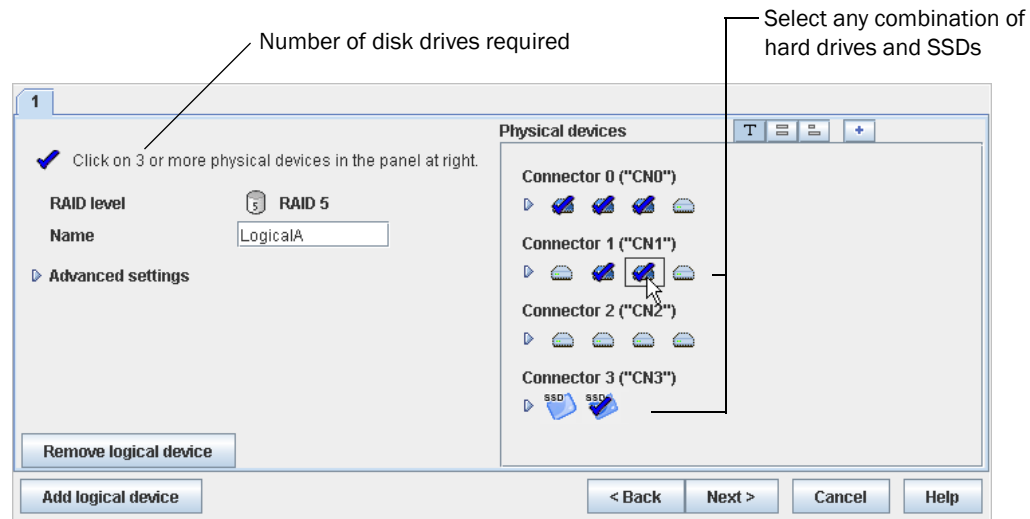 Select any combination of
hard drives and SSDs
Number of disk drives required
1
Click on 3 or more physical devices in the panel at right.
RAID level
5
RAID 5
Name
LogicalA
Advanced settings
Remove logical device
Physical devices
T
+
Connector 0 ("CN0")
Connector 1 ("CN1")
Connector 2 ("CN2")
Connector 3 ("CN3")
SSD
SSD
Add logical device
< Back
Next >
Cancel
Help